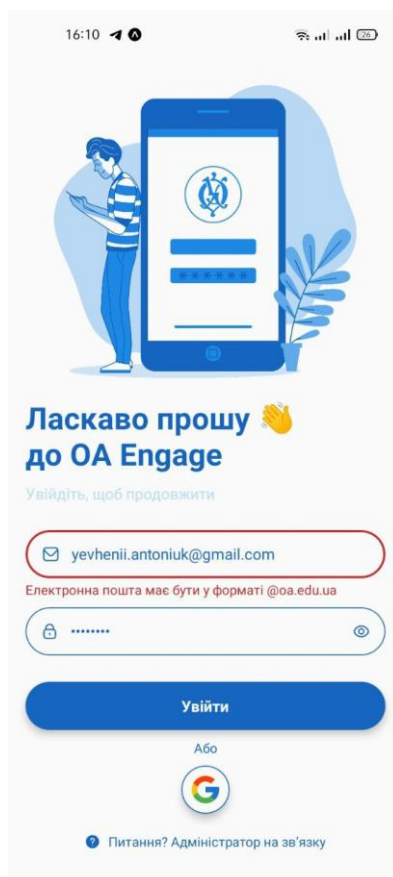 16:10
26
******
Ласкаво прошу 👋
до OA Engage
Увійдіть, щоб продовжити
yevhenii.antoniuk@gmail.com
Електронна пошта має бути у форматі @oa.edu.ua
••••••••
Увійти
Або
G
Питання? Адміністратор на зв'язку